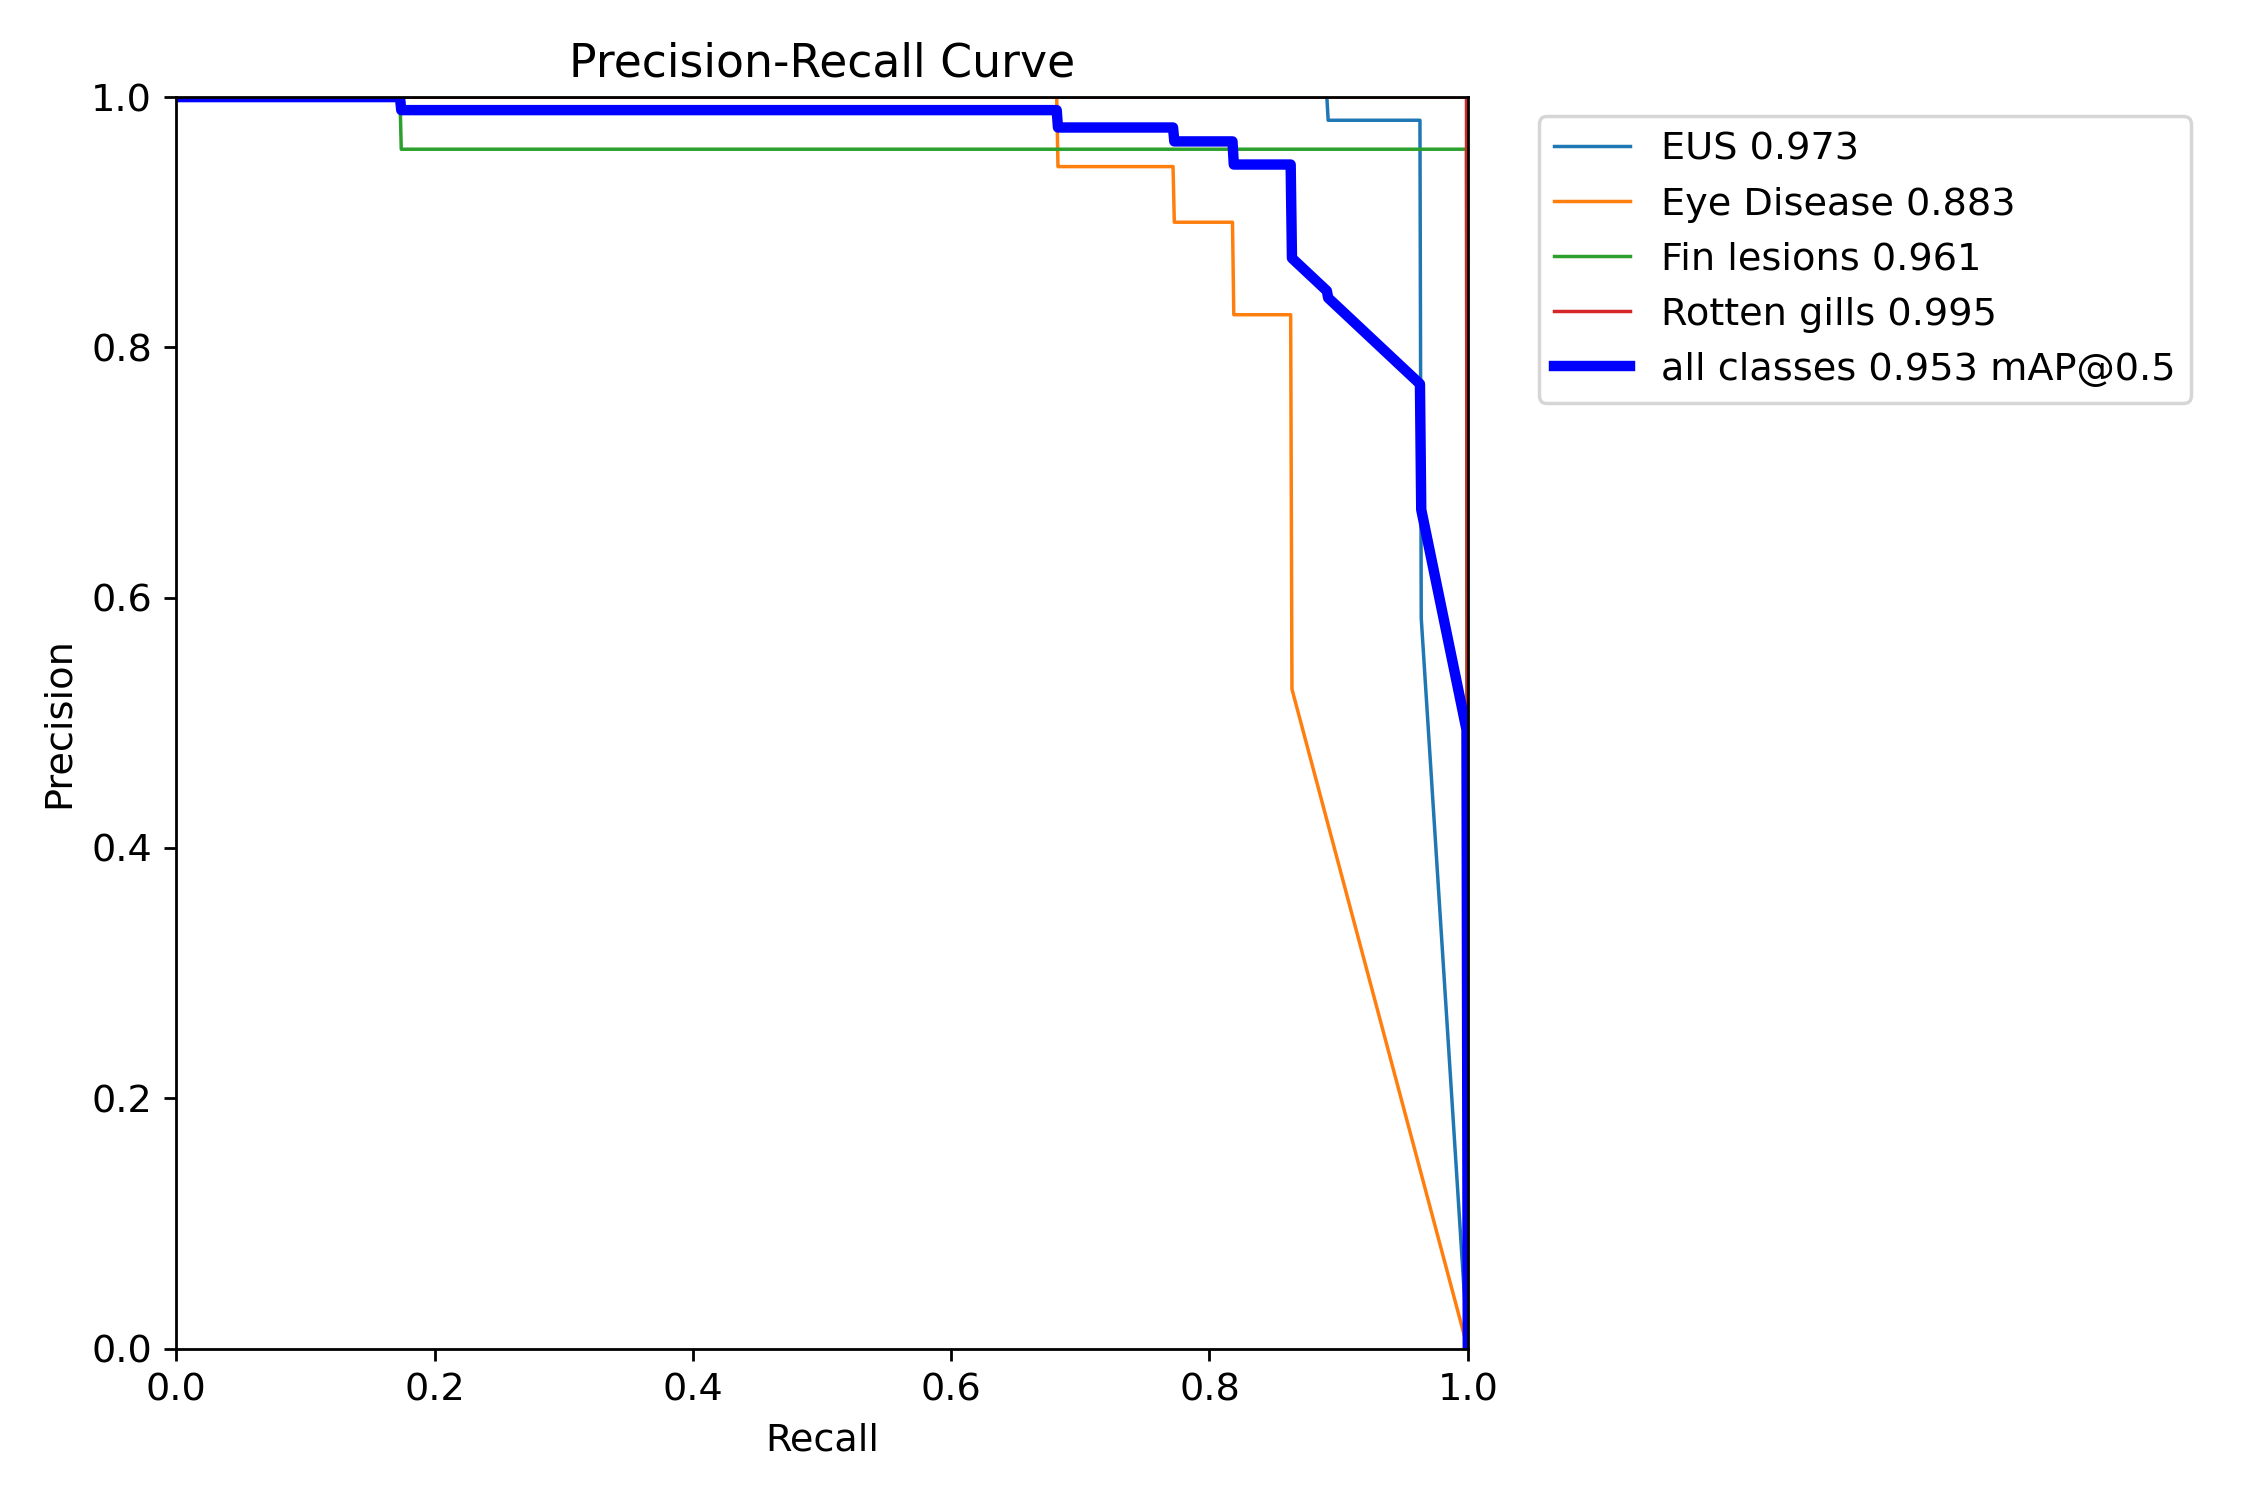 Precision-Recall Curve
1.0
0.8
0.6
0.4
0.2
0.0
Precision
0.0 0.2 0.4 0.6 0.8 1.0
Recall
EUS 0.973
Eye Disease 0.883
Fin lesions 0.961
Rotten gills 0.995
all classes 0.953 mAP@0.5